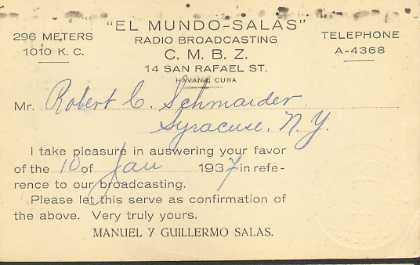 "EL MUNDO-SALAS"
296 METERS
1010 K. C.
RADIO BROADCASTING
C. M. B. Z.
14 SAN RAFAEL ST.
HAVANA, CUBA
TELEPHONE
A-4368
Mr. Robert C. Schmaider
Syracuse, N.Y.
I take pleasure in answering your favor
of the 10 of Jan 1937 in refe-
rence to our broadcasting.
Please let this serve as confirmation of
the above. Very truly yours.
MANUEL Y GUILLERMO SALAS.